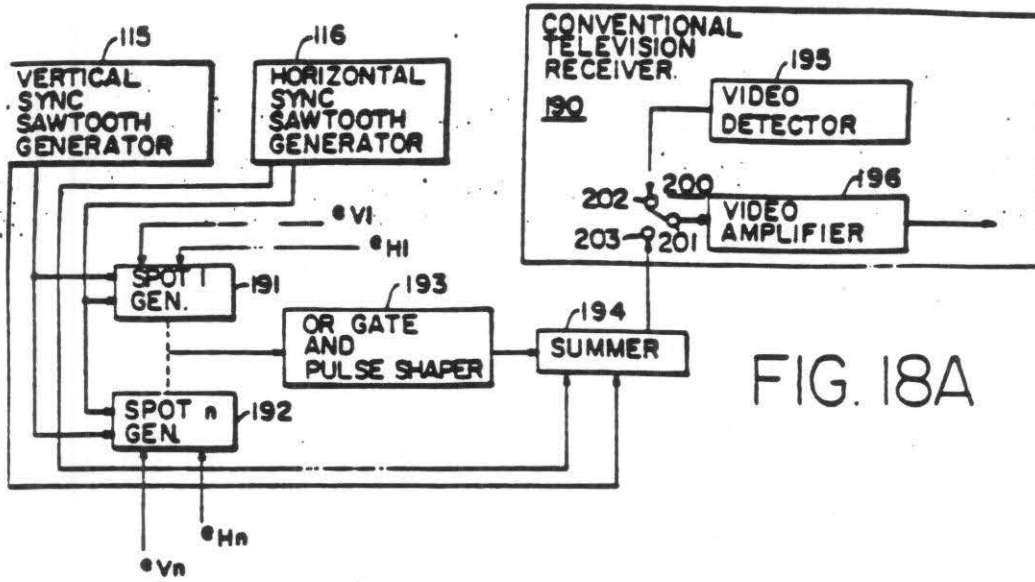 115
VERTICAL
SYNC
SAWTOOTH
GENERATOR
116
HORIZONTAL
SYNC
SAWTOOTH
GENERATOR
CONVENTIONAL
TELEVISION
RECEIVER.
190
195
VIDEO
DETECTOR
200
202
203
201
196
VIDEO
AMPLIFIER
eV1
eH1
SPOT 1
GEN.
191
193
OR GATE
AND
PULSE SHAPER
194
SUMMER
SPOT n
GEN.
192
eHn
eVn
FIG. 18A